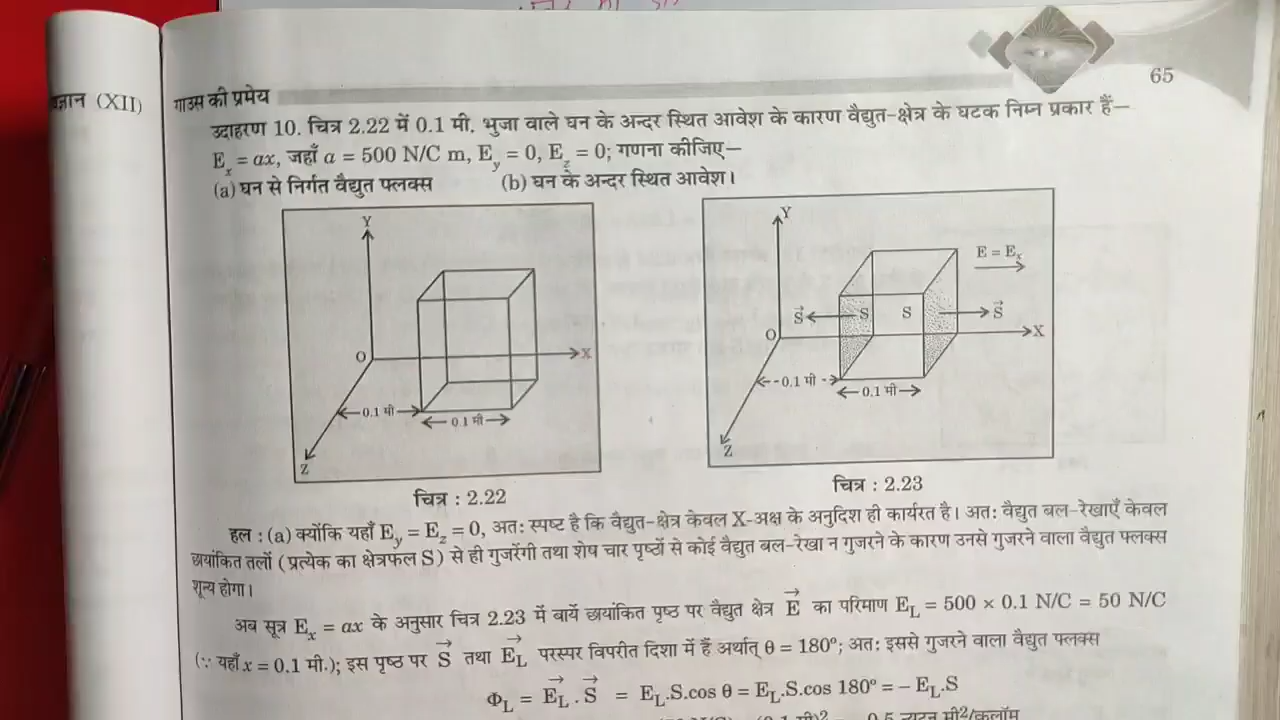 65
ज्ञान (XII)
गाउस की प्रमेय
उदाहरण 10. चित्र 2.22 में 0.1 मी. भुजा वाले घन के अन्दर स्थित आवेश के कारण वैद्युत-क्षेत्र के घटक निम्न प्रकार हैं—
Eₓ = ax, जहाँ a = 500 N/C m, E_y = 0, E_z = 0; गणना कीजिए—
(a) घन से निर्गत वैद्युत फ्लक्स (b) घन के अन्दर स्थित आवेश।
Y
O
X
Z
0.1 मी
0.1 मी
चित्र : 2.22
Y
E = Eₓ
S⃗
S
S
S⃗
O
X
0.1 मी
0.1 मी
Z
चित्र : 2.23
हल : (a) क्योंकि यहाँ E_y = E_z = 0, अतः स्पष्ट है कि वैद्युत-क्षेत्र केवल X-अक्ष के अनुदिश ही कार्यरत है। अतः वैद्युत बल-रेखाएँ केवल
छायांकित तलों (प्रत्येक का क्षेत्रफल S) से ही गुजरेंगी तथा शेष चार पृष्ठों से कोई वैद्युत बल-रेखा न गुजरने के कारण उनसे गुजरने वाला वैद्युत फ्लक्स
शून्य होगा।
अब सूत्र Eₓ = ax के अनुसार चित्र 2.23 में बायें छायांकित पृष्ठ पर वैद्युत क्षेत्र E⃗ का परिमाण E_L = 500 × 0.1 N/C = 50 N/C
(∵ यहाँ x = 0.1 मी.); इस पृष्ठ पर S⃗ तथा E⃗_L परस्पर विपरीत दिशा में हैं अर्थात् θ = 180°; अतः इससे गुजरने वाला वैद्युत फ्लक्स
Φ_L = E⃗_L . S⃗ = E_L.S.cos θ = E_L.S.cos 180° = – E_L.S